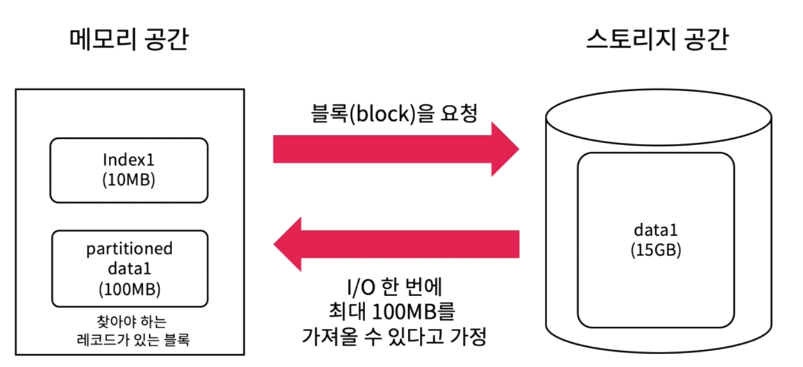 메모리 공간
스토리지 공간
블록(block)을 요청
Index1
(10MB)
partitioned
data1
(100MB)
찾아야 하는
레코드가 있는 블록
I/O 한 번에
최대 100MB를
가져올 수 있다고 가정
data1
(15GB)